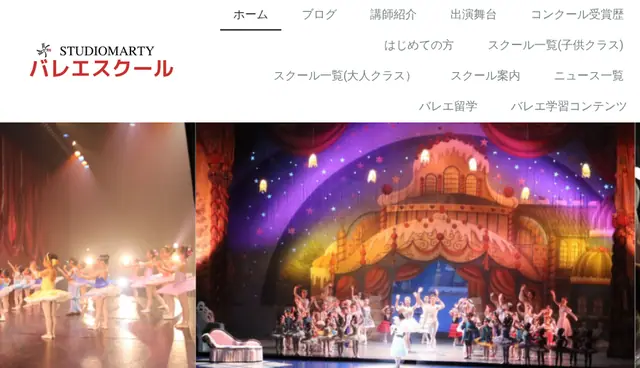 ホーム ブログ 講師紹介 出演舞台 コンクール受賞歴
STUDIOMARTY
バレエスクール
はじめての方 スクール一覧(子供クラス)
スクール一覧(大人クラス） スクール案内 ニュース一覧
バレエ留学 バレエ学習コンテンツ